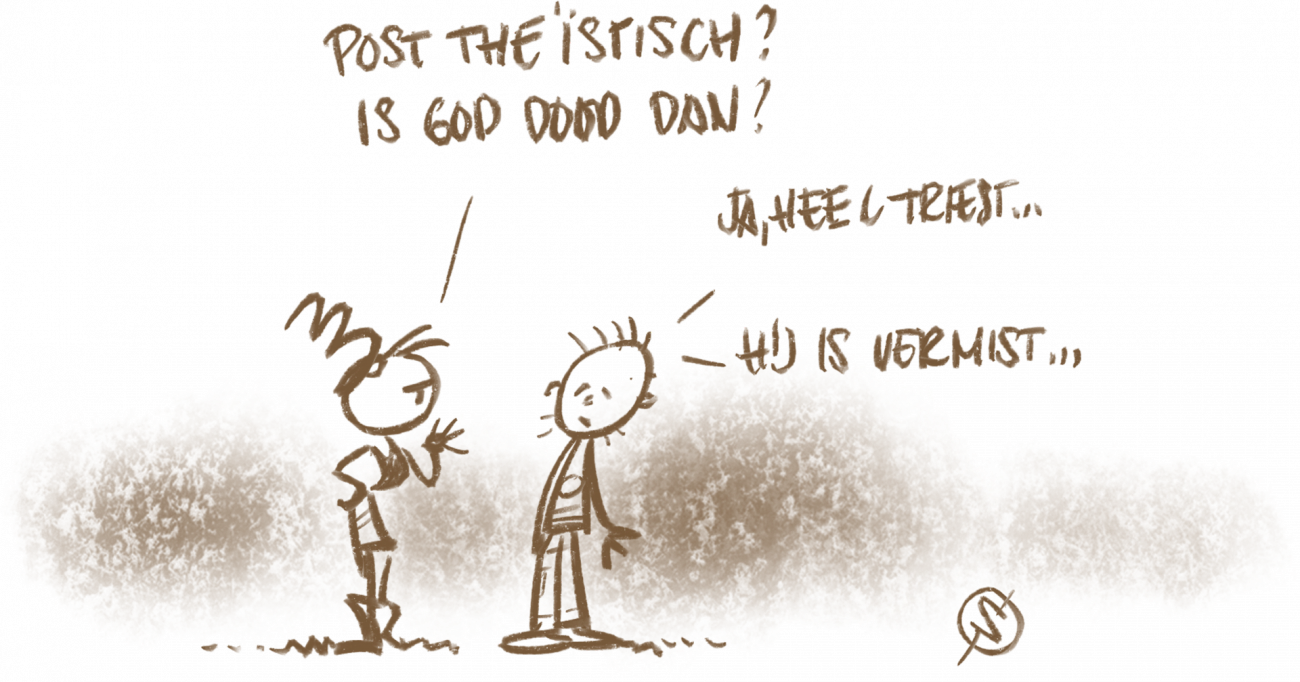 POST THEÏSTISCH?
IS GOD DOOD DAN?
JA, HEEL TRIEST...
HIJ IS VERMIST...